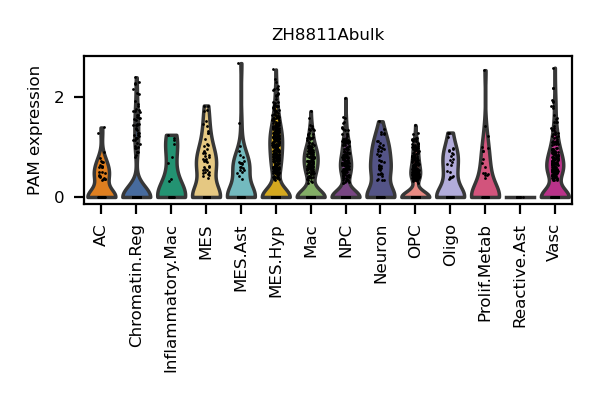 ZH8811Abulk
PAM expression
2
0
AC
Chromatin.Reg
Inflammatory.Mac
MES
MES.Ast
MES.Hyp
Mac
NPC
Neuron
OPC
Oligo
Prolif.Metab
Reactive.Ast
Vasc